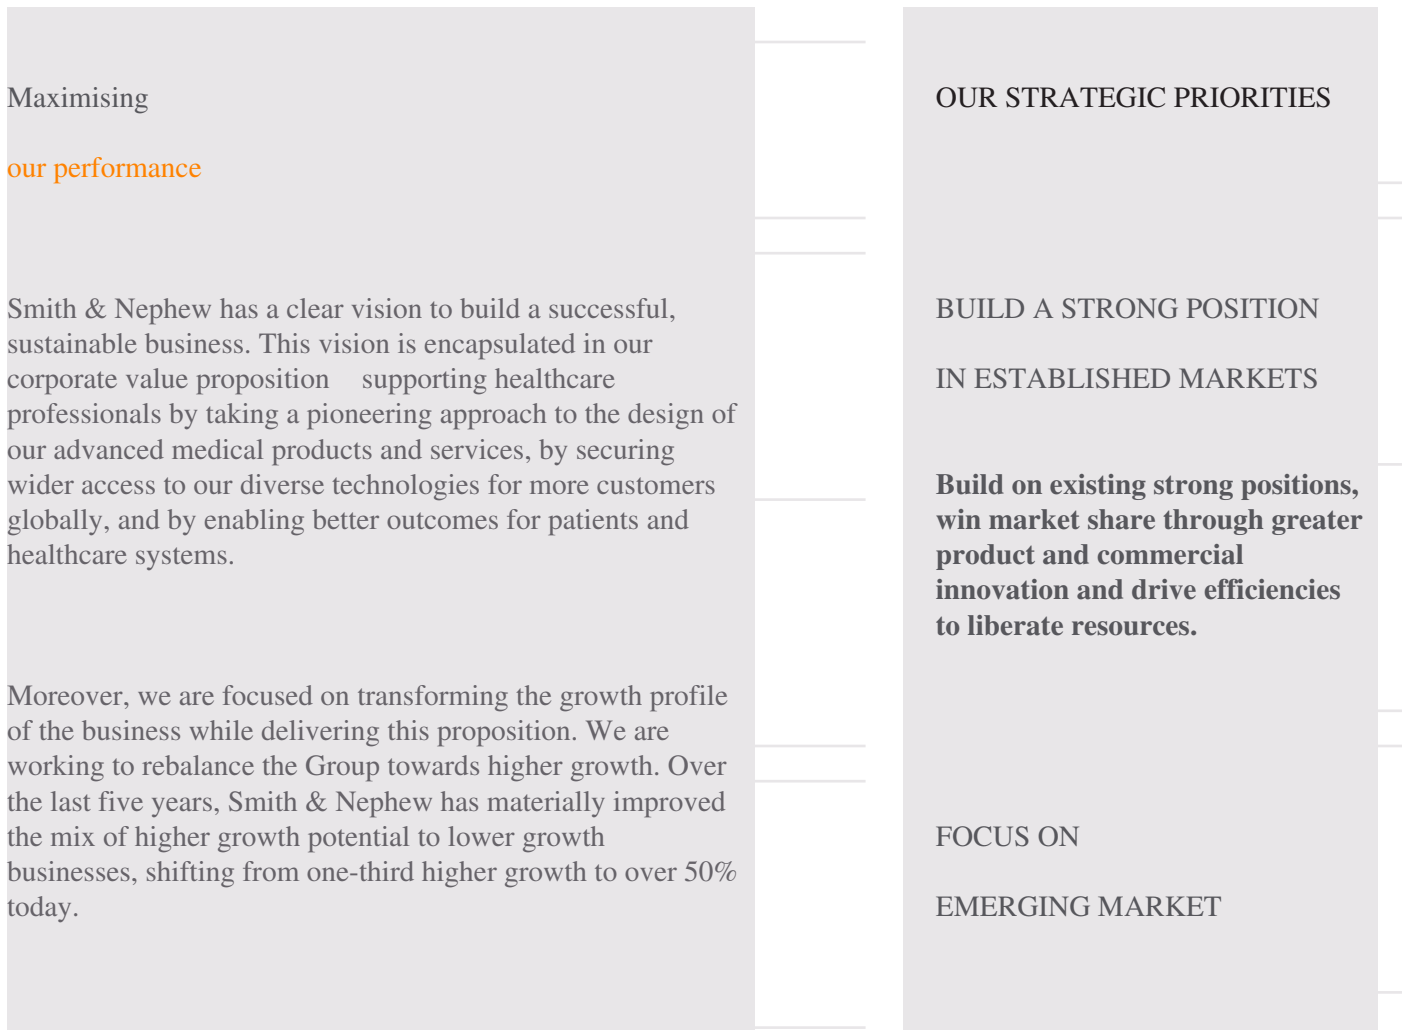 Maximising
our performance
Smith & Nephew has a clear vision to build a successful,
sustainable business. This vision is encapsulated in our
corporate value proposition supporting healthcare
professionals by taking a pioneering approach to the design of
our advanced medical products and services, by securing
wider access to our diverse technologies for more customers
globally, and by enabling better outcomes for patients and
healthcare systems.
Moreover, we are focused on transforming the growth profile
of the business while delivering this proposition. We are
working to rebalance the Group towards higher growth. Over
the last five years, Smith & Nephew has materially improved
the mix of higher growth potential to lower growth
businesses, shifting from one-third higher growth to over 50%
today.
OUR STRATEGIC PRIORITIES
BUILD A STRONG POSITION
IN ESTABLISHED MARKETS
Build on existing strong positions,
win market share through greater
product and commercial
innovation and drive efficiencies
to liberate resources.
FOCUS ON
EMERGING MARKET